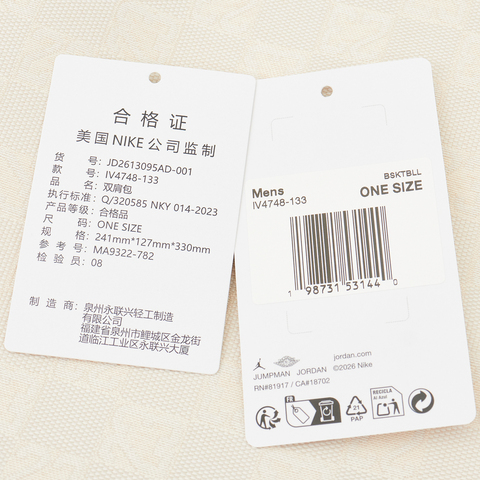 合格证
美国NIKE公司监制
货 号: JD2613095AD-001
款 号: IV4748-133
品 名: 双肩包
执行标准: Q/320585 NKY 014-2023
产品等级: 合格品
尺 码: ONE SIZE
规 格: 241mm*127mm*330mm
参 考 号: MA9322-782
检 验 员: 08
制 造 商: 泉州永联兴轻工制造
有限公司
福建省泉州市鲤城区金龙街
道临江工业区永联兴大厦
BSKTBLL
Mens ONE SIZE
IV4748-133
1 98731 53144 0
JUMPMAN JORDAN
jordan.com
©2026 Nike
RN#81917 / CA#18702
FR
21
PAP
RECICLA
Al Azul